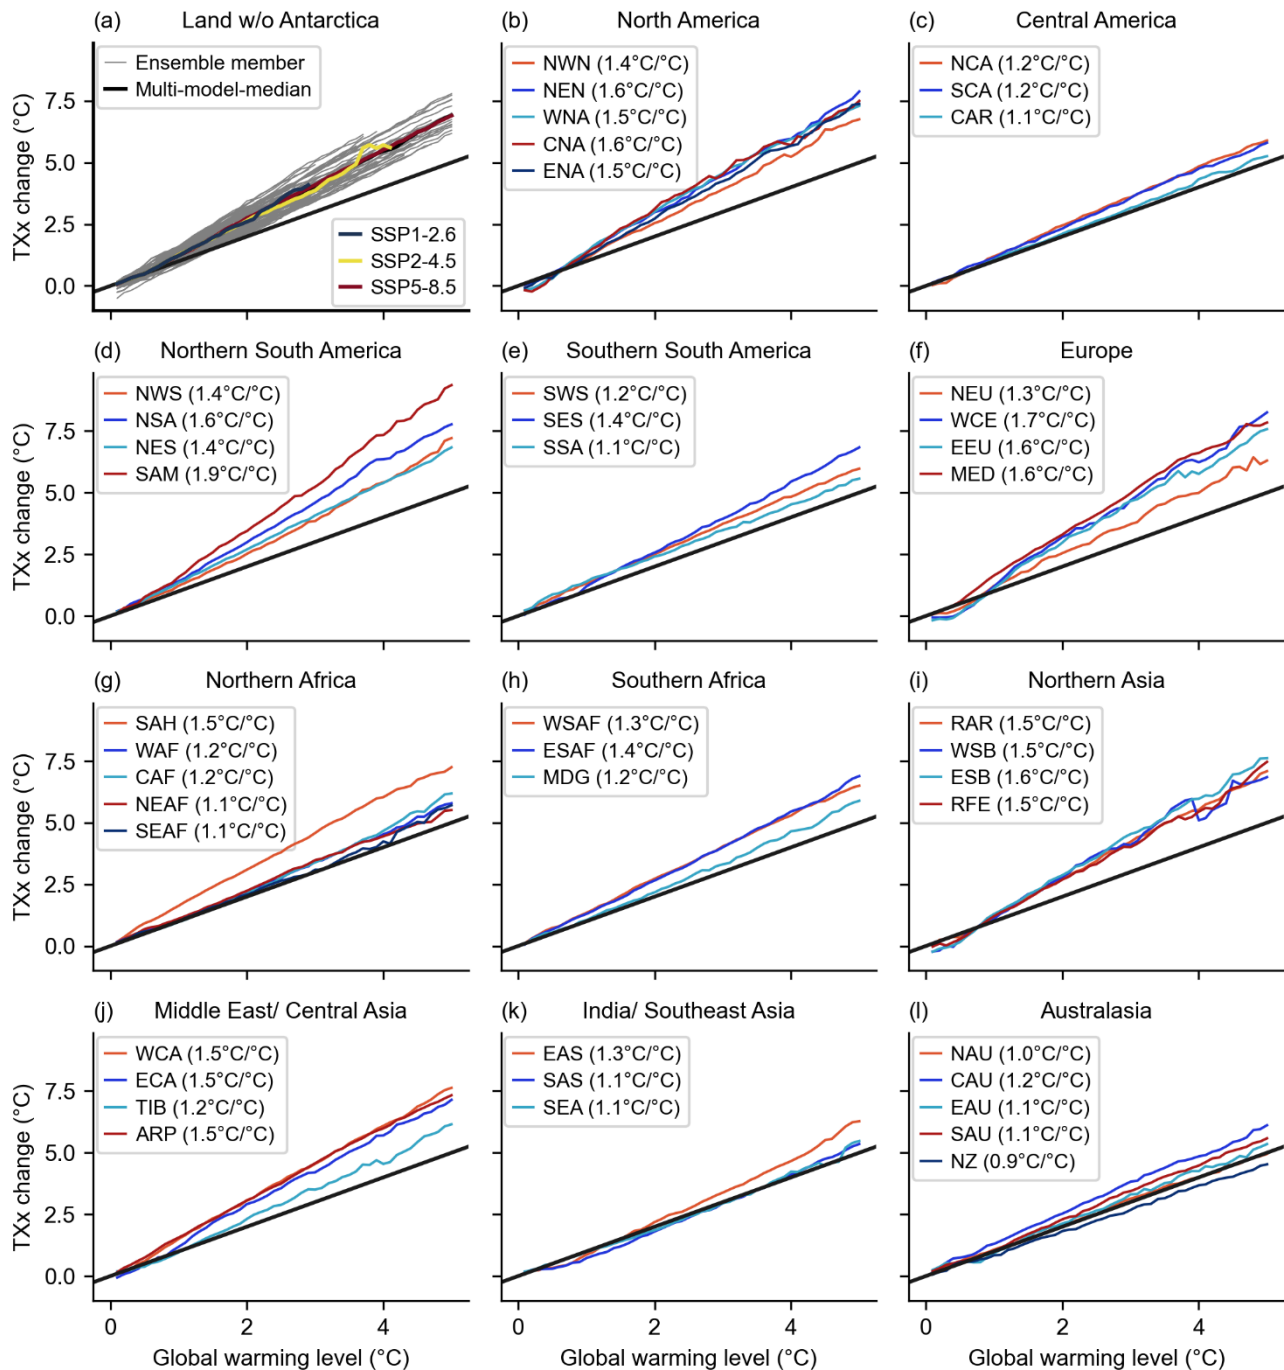 (a) Land w/o Antarctica
Ensemble member
Multi-model-median
SSP1-2.6
SSP2-4.5
SSP5-8.5
TXx change (°C)
7.5
5.0
2.5
0.0
(b) North America
NWN (1.4°C/°C)
NEN (1.6°C/°C)
WNA (1.5°C/°C)
CNA (1.6°C/°C)
ENA (1.5°C/°C)
(c) Central America
NCA (1.2°C/°C)
SCA (1.2°C/°C)
CAR (1.1°C/°C)
(d) Northern South America
NWS (1.4°C/°C)
NSA (1.6°C/°C)
NES (1.4°C/°C)
SAM (1.9°C/°C)
TXx change (°C)
7.5
5.0
2.5
0.0
(e) Southern South America
SWS (1.2°C/°C)
SES (1.4°C/°C)
SSA (1.1°C/°C)
(f) Europe
NEU (1.3°C/°C)
WCE (1.7°C/°C)
EEU (1.6°C/°C)
MED (1.6°C/°C)
(g) Northern Africa
SAH (1.5°C/°C)
WAF (1.2°C/°C)
CAF (1.2°C/°C)
NEAF (1.1°C/°C)
SEAF (1.1°C/°C)
TXx change (°C)
7.5
5.0
2.5
0.0
(h) Southern Africa
WSAF (1.3°C/°C)
ESAF (1.4°C/°C)
MDG (1.2°C/°C)
(i) Northern Asia
RAR (1.5°C/°C)
WSB (1.5°C/°C)
ESB (1.6°C/°C)
RFE (1.5°C/°C)
(j) Middle East/ Central Asia
WCA (1.5°C/°C)
ECA (1.5°C/°C)
TIB (1.2°C/°C)
ARP (1.5°C/°C)
TXx change (°C)
7.5
5.0
2.5
0.0
0 2 4
Global warming level (°C)
(k) India/ Southeast Asia
EAS (1.3°C/°C)
SAS (1.1°C/°C)
SEA (1.1°C/°C)
0 2 4
Global warming level (°C)
(l) Australasia
NAU (1.0°C/°C)
CAU (1.2°C/°C)
EAU (1.1°C/°C)
SAU (1.1°C/°C)
NZ (0.9°C/°C)
0 2 4
Global warming level (°C)